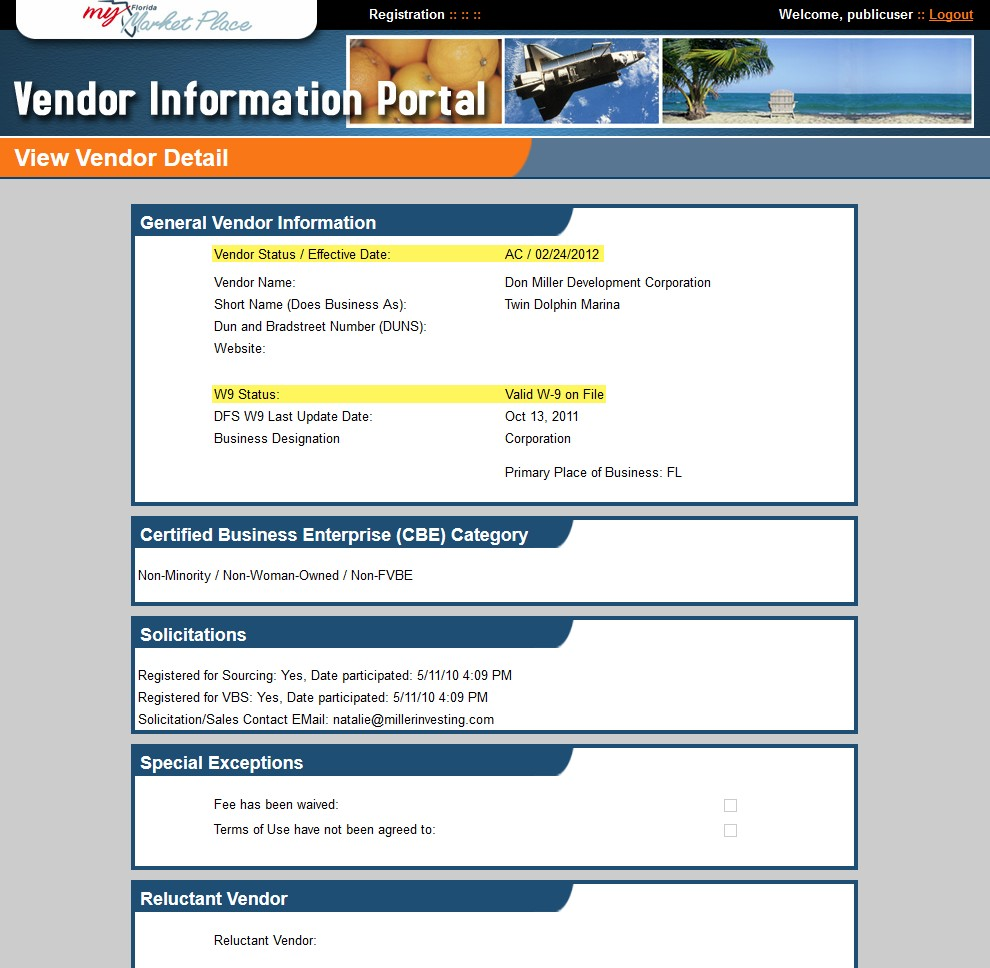 my Florida Market Place
Registration :: :: ::
Welcome, publicuser :: Logout
Vendor Information Portal
View Vendor Detail
General Vendor Information
Vendor Status / Effective Date: AC / 02/24/2012
Vendor Name: Don Miller Development Corporation
Short Name (Does Business As): Twin Dolphin Marina
Dun and Bradstreet Number (DUNS):
Website:
W9 Status: Valid W-9 on File
DFS W9 Last Update Date: Oct 13, 2011
Business Designation Corporation
Primary Place of Business: FL
Certified Business Enterprise (CBE) Category
Non-Minority / Non-Woman-Owned / Non-FVBE
Solicitations
Registered for Sourcing: Yes, Date participated: 5/11/10 4:09 PM
Registered for VBS: Yes, Date participated: 5/11/10 4:09 PM
Solicitation/Sales Contact EMail: natalie@millerinvesting.com
Special Exceptions
Fee has been waived:
Terms of Use have not been agreed to:
Reluctant Vendor
Reluctant Vendor: